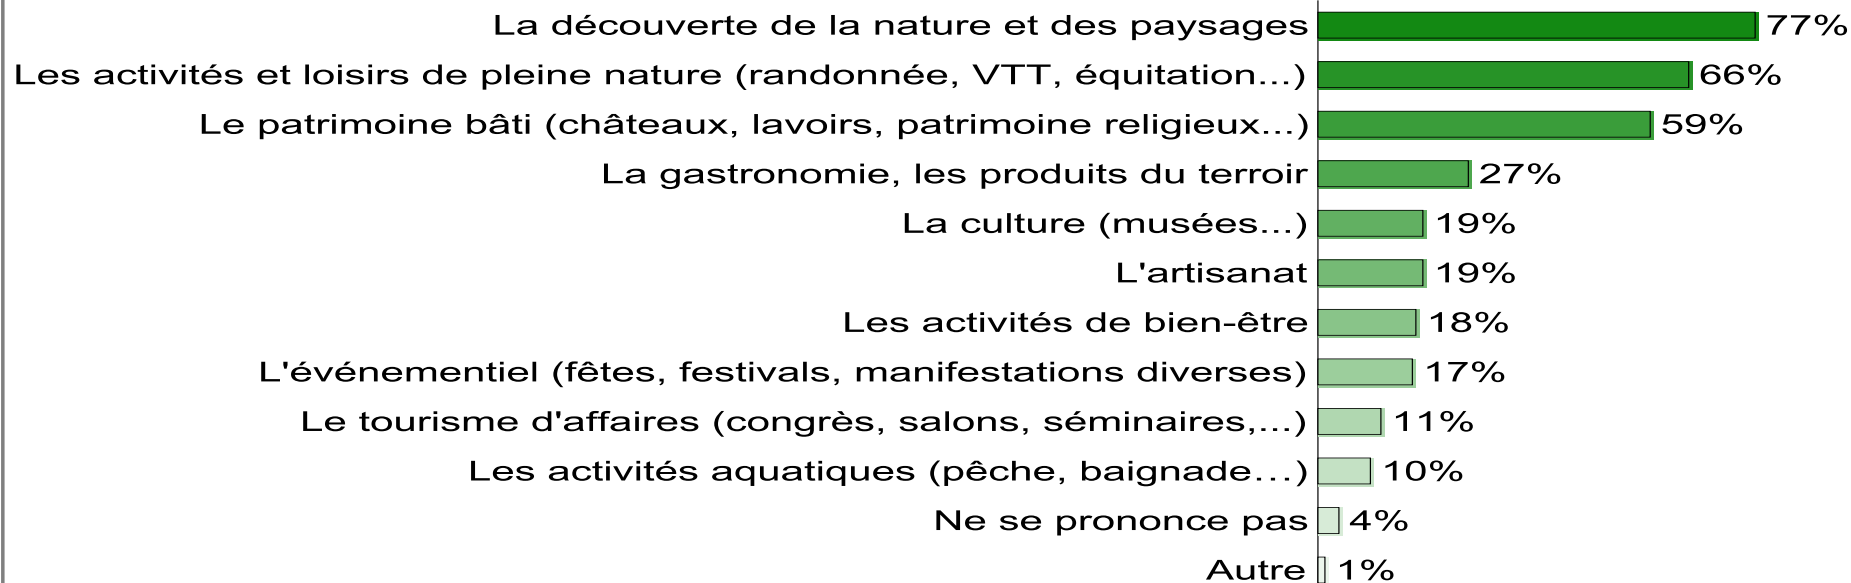 La découverte de la nature et des paysages 77%
Les activités et loisirs de pleine nature (randonnée, VTT, équitation...) 66%
Le patrimoine bâti (châteaux, lavoirs, patrimoine religieux...) 59%
La gastronomie, les produits du terroir 27%
La culture (musées...) 19%
L'artisanat 19%
Les activités de bien-être 18%
L'événementiel (fêtes, festivals, manifestations diverses) 17%
Le tourisme d'affaires (congrès, salons, séminaires,...) 11%
Les activités aquatiques (pêche, baignade…) 10%
Ne se prononce pas 4%
Autre 1%